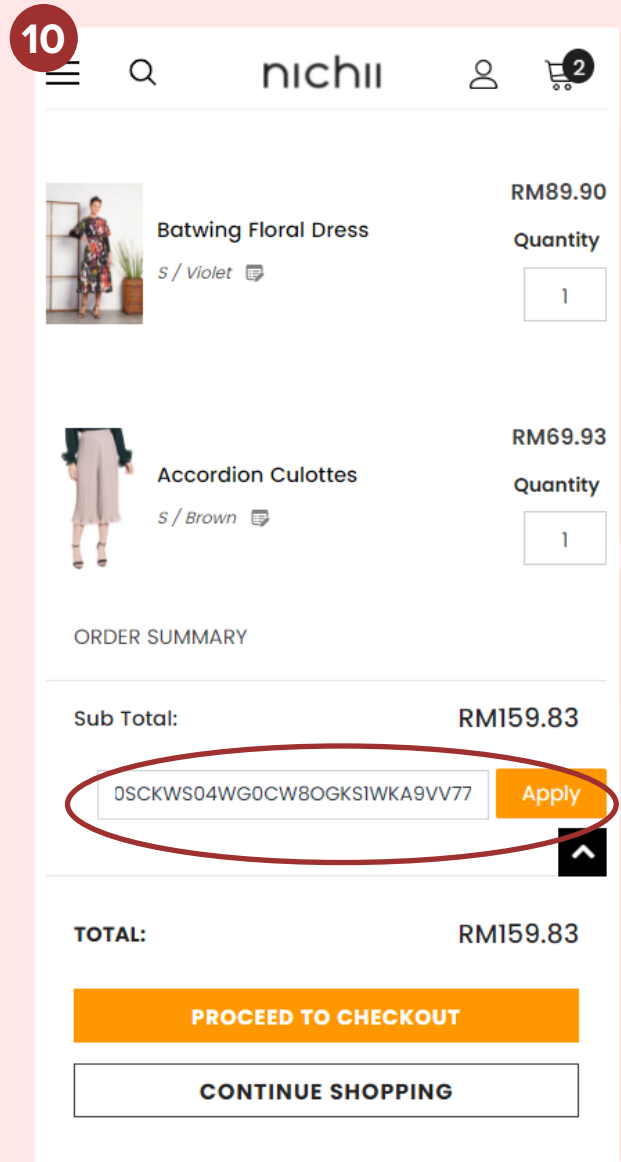 10
nichii
2
RM89.90
Batwing Floral Dress
Quantity
S / Violet
1
RM69.93
Accordion Culottes
Quantity
S / Brown
1
ORDER SUMMARY
Sub Total: RM159.83
0SCKWS04WG0CW8OGKS1WKA9VV77 Apply
TOTAL: RM159.83
PROCEED TO CHECKOUT
CONTINUE SHOPPING